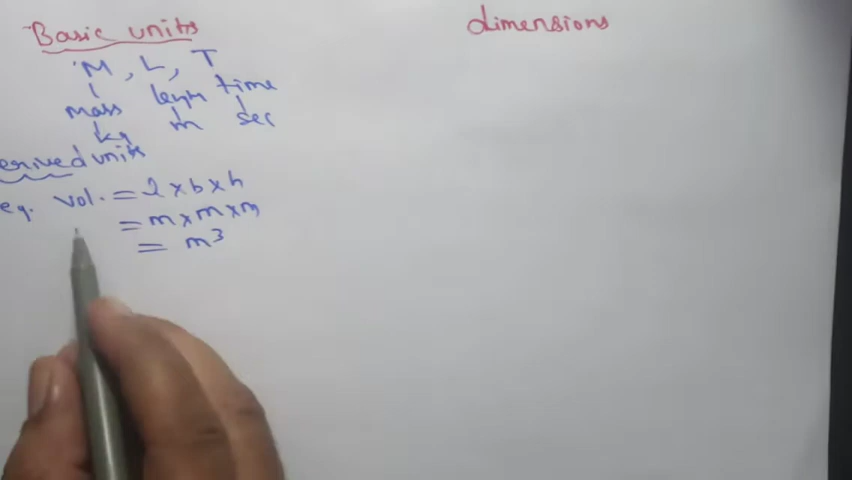 Basic units
dimensions
M, L, T
mass length time
kg m sec
erived units
eg. vol. = l x b x h
= m x m x m
= m³